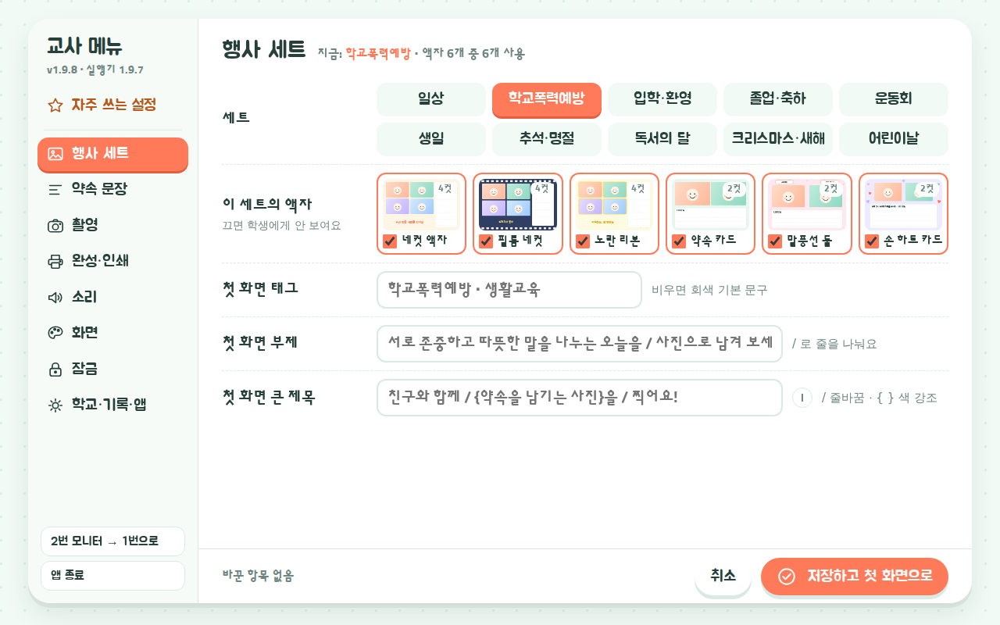 교사 메뉴
v1.9.8 · 실행기 1.9.7
자주 쓰는 설정
행사 세트
약속 문장
촬영
완성·인쇄
소리
화면
잠금
학교·기록·앱
2번 모니터 → 1번으로
앱 종료
행사 세트
지금: 학교폭력예방 · 액자 6개 중 6개 사용
세트
일상 학교폭력예방 입학·환영 졸업·축하 운동회
생일 추석·명절 독서의 달 크리스마스·새해 어린이날
이 세트의 액자
끄면 학생에게 안 보여요
4컷 4컷 4컷 2컷 2컷 2컷
네컷 액자 필름 네컷 노란 리본 약속 카드 말풍선 둘 손 하트 카드
첫 화면 태그
학교폭력예방 · 생활교육
비우면 회색 기본 문구
첫 화면 부제
서로 존중하고 따뜻한 말을 나누는 오늘을 / 사진으로 남겨 보세
/ 로 줄을 나눠요
첫 화면 큰 제목
친구와 함께 / {약속을 남기는 사진}을 / 찍어요!
/ 줄바꿈 · { } 색 강조
바꾼 항목 없음
취소
저장하고 첫 화면으로